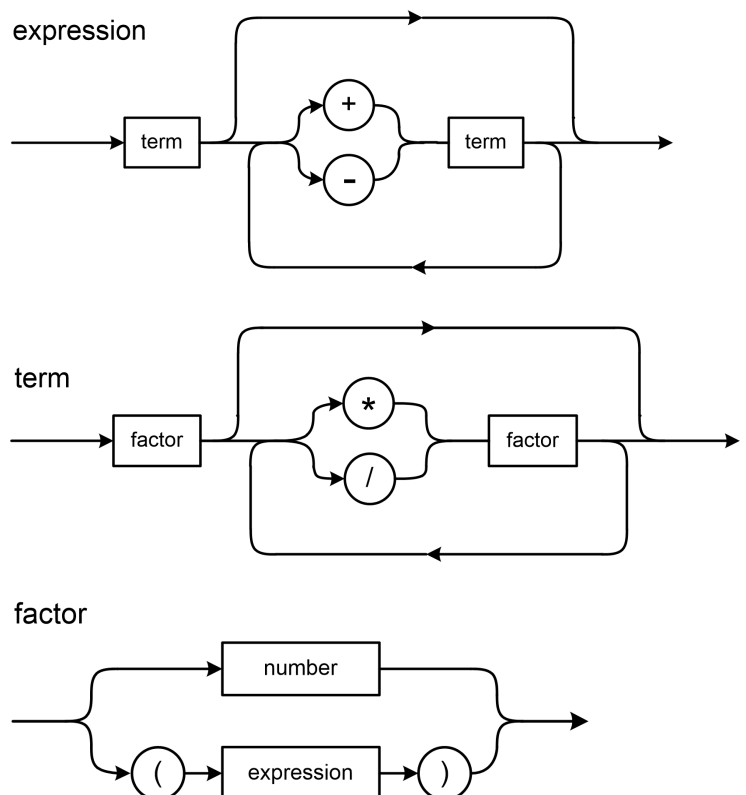 expression
+
term
term
-
term
*
factor
factor
/
factor
number
( expression )